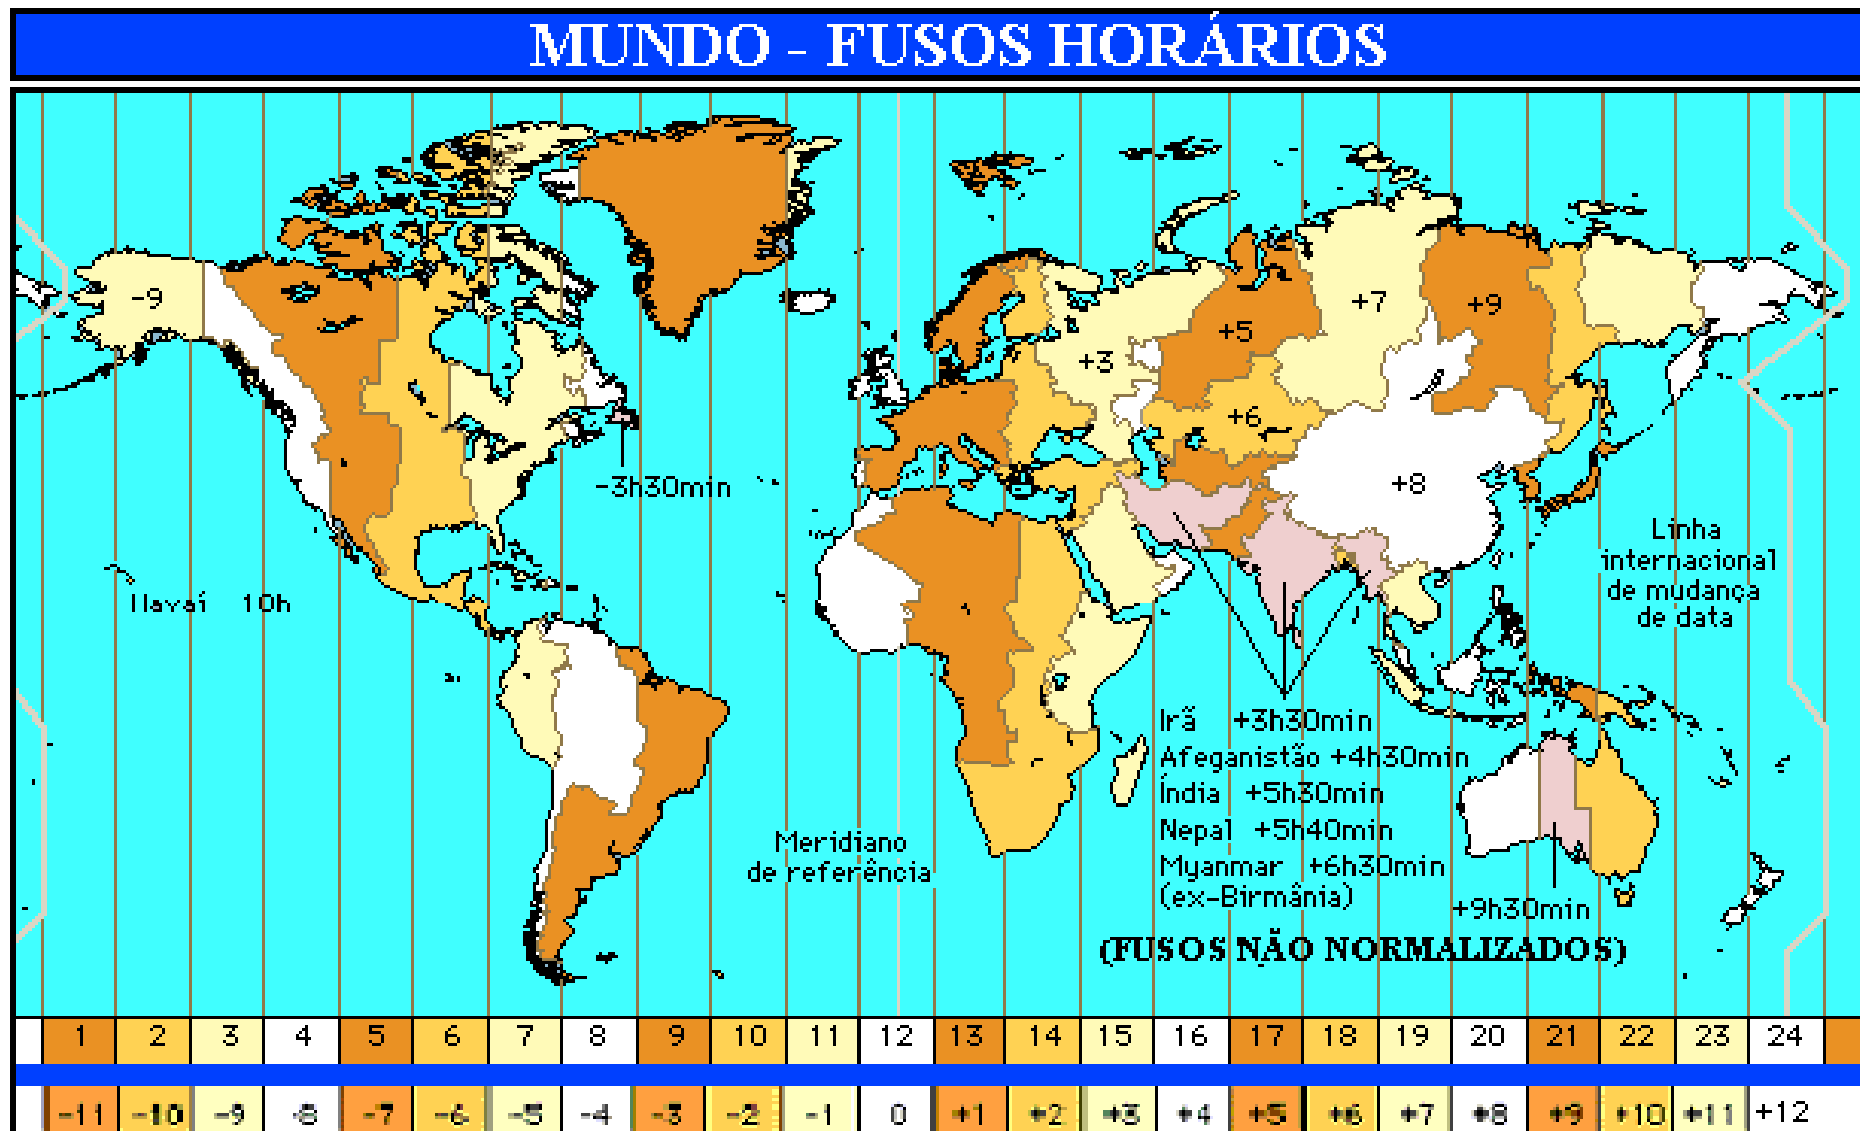 MUNDO - FUSOS HORÁRIOS
-9
+7
+9
+5
+3
+6
+8
-3h30min
Linha
internacional
de mudança
de data
Havaí 10h
Irã +3h30min
Afeganistão +4h30min
Índia +5h30min
Nepal +5h40min
Myanmar +6h30min
(ex-Birmânia)
Meridiano
de referência
+9h30min
(FUSOS NÃO NORMALIZADOS)
1 2 3 4 5 6 7 8 9 10 11 12 13 14 15 16 17 18 19 20 21 22 23 24
-11 -10 -9 -8 -7 -6 -5 -4 -3 -2 -1 0 +1 +2 +3 +4 +5 +6 +7 +8 +9 +10 +11 +12